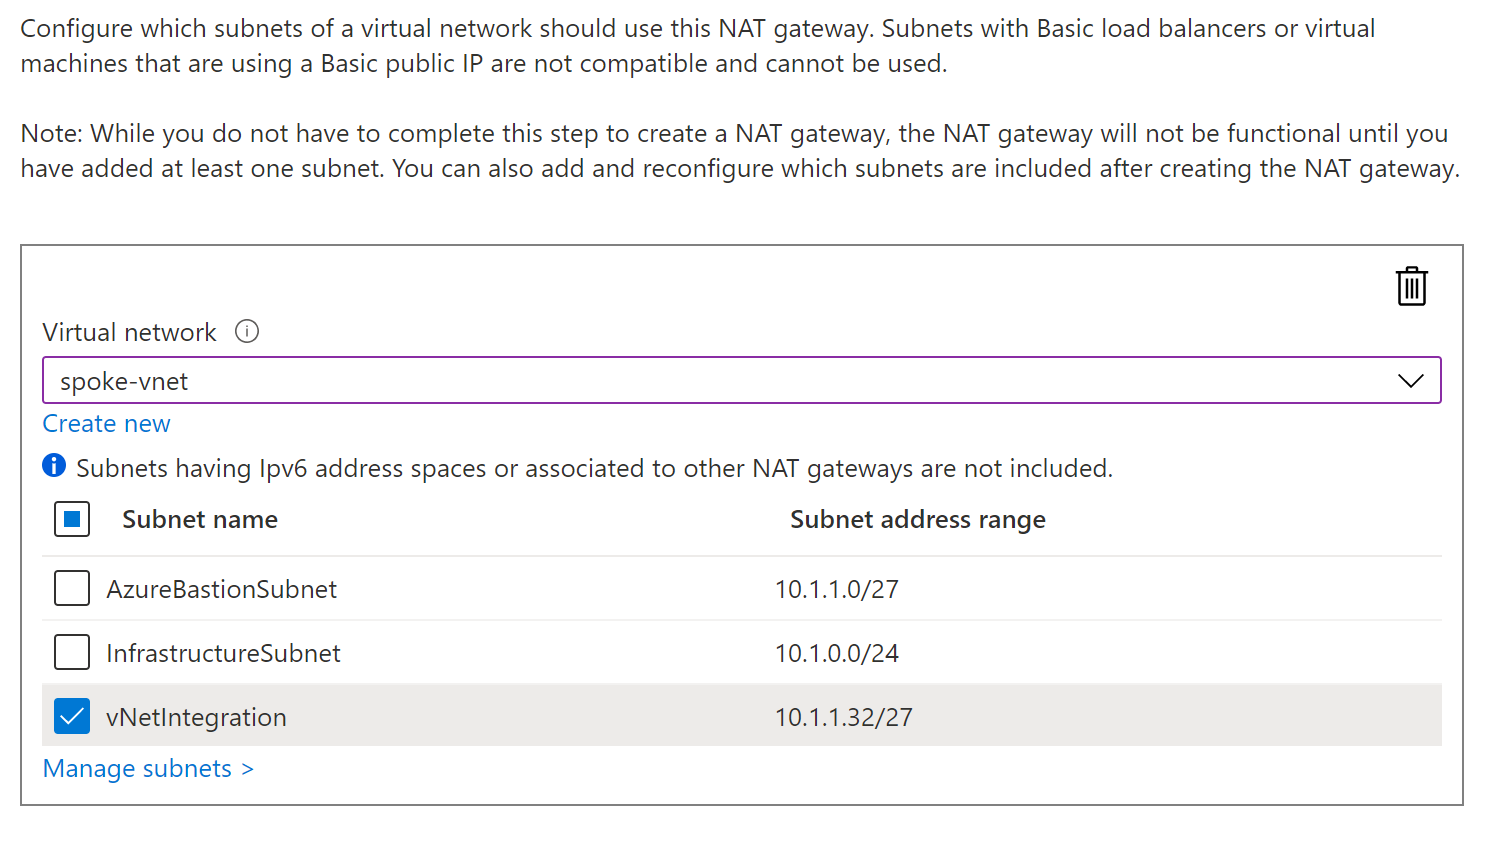 Configure which subnets of a virtual network should use this NAT gateway. Subnets with Basic load balancers or virtual
machines that are using a Basic public IP are not compatible and cannot be used.
Note: While you do not have to complete this step to create a NAT gateway, the NAT gateway will not be functional until you
have added at least one subnet. You can also add and reconfigure which subnets are included after creating the NAT gateway.
Virtual network
spoke-vnet
Create new
Subnets having Ipv6 address spaces or associated to other NAT gateways are not included.
Subnet name Subnet address range
AzureBastionSubnet 10.1.1.0/27
InfrastructureSubnet 10.1.0.0/24
vNetIntegration 10.1.1.32/27
Manage subnets >